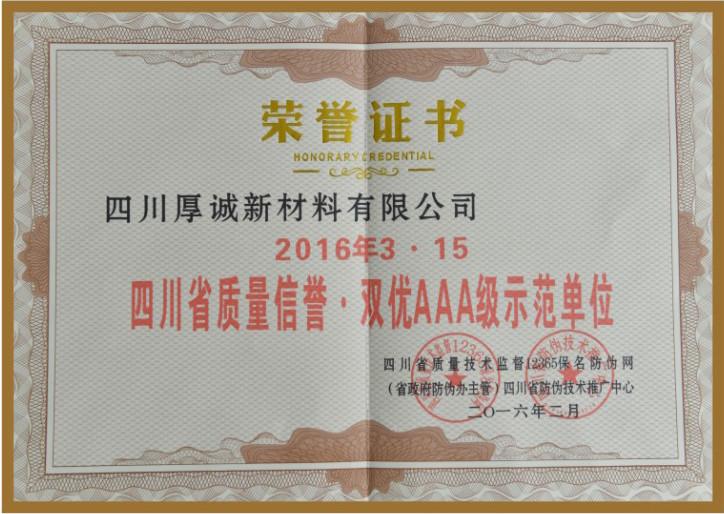 荣誉证书
HONORARY CREDENTIAL
四川厚诚新材料有限公司
2016年3·15
四川省质量信誉·双优AAA级示范单位
四川省质量技术监督12365保名防伪网
（省政府防伪办主管）四川省防伪技术推广中心
二〇一六年二月